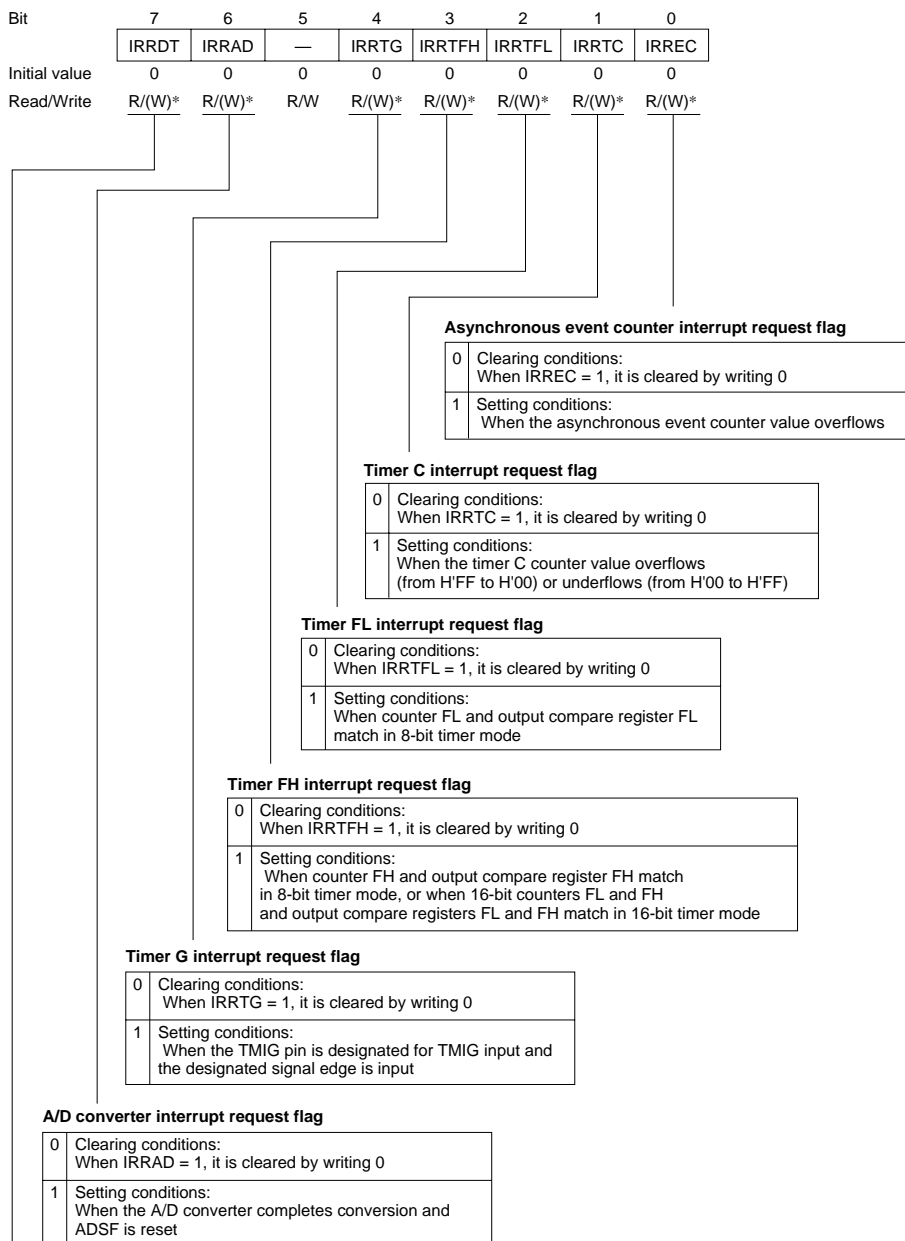 Bit 7 6 5 4 3 2 1 0
IRRDT IRRAD — IRRTG IRRTFH IRRTFL IRRTC IRREC
Initial value 0 0 0 0 0 0 0 0
Read/Write R/(W)* R/(W)* R/W R/(W)* R/(W)* R/(W)* R/(W)* R/(W)*
Asynchronous event counter interrupt request flag
0 Clearing conditions:
When IRREC = 1, it is cleared by writing 0
1 Setting conditions:
When the asynchronous event counter value overflows
Timer C interrupt request flag
0 Clearing conditions:
When IRRTC = 1, it is cleared by writing 0
1 Setting conditions:
When the timer C counter value overflows
(from H'FF to H'00) or underflows (from H'00 to H'FF)
Timer FL interrupt request flag
0 Clearing conditions:
When IRRTFL = 1, it is cleared by writing 0
1 Setting conditions:
When counter FL and output compare register FL
match in 8-bit timer mode
Timer FH interrupt request flag
0 Clearing conditions:
When IRRTFH = 1, it is cleared by writing 0
1 Setting conditions:
When counter FH and output compare register FH match
in 8-bit timer mode, or when 16-bit counters FL and FH
and output compare registers FL and FH match in 16-bit timer mode
Timer G interrupt request flag
0 Clearing conditions:
When IRRTG = 1, it is cleared by writing 0
1 Setting conditions:
When the TMIG pin is designated for TMIG input and
the designated signal edge is input
A/D converter interrupt request flag
0 Clearing conditions:
When IRRAD = 1, it is cleared by writing 0
1 Setting conditions:
When the A/D converter completes conversion and
ADSF is reset